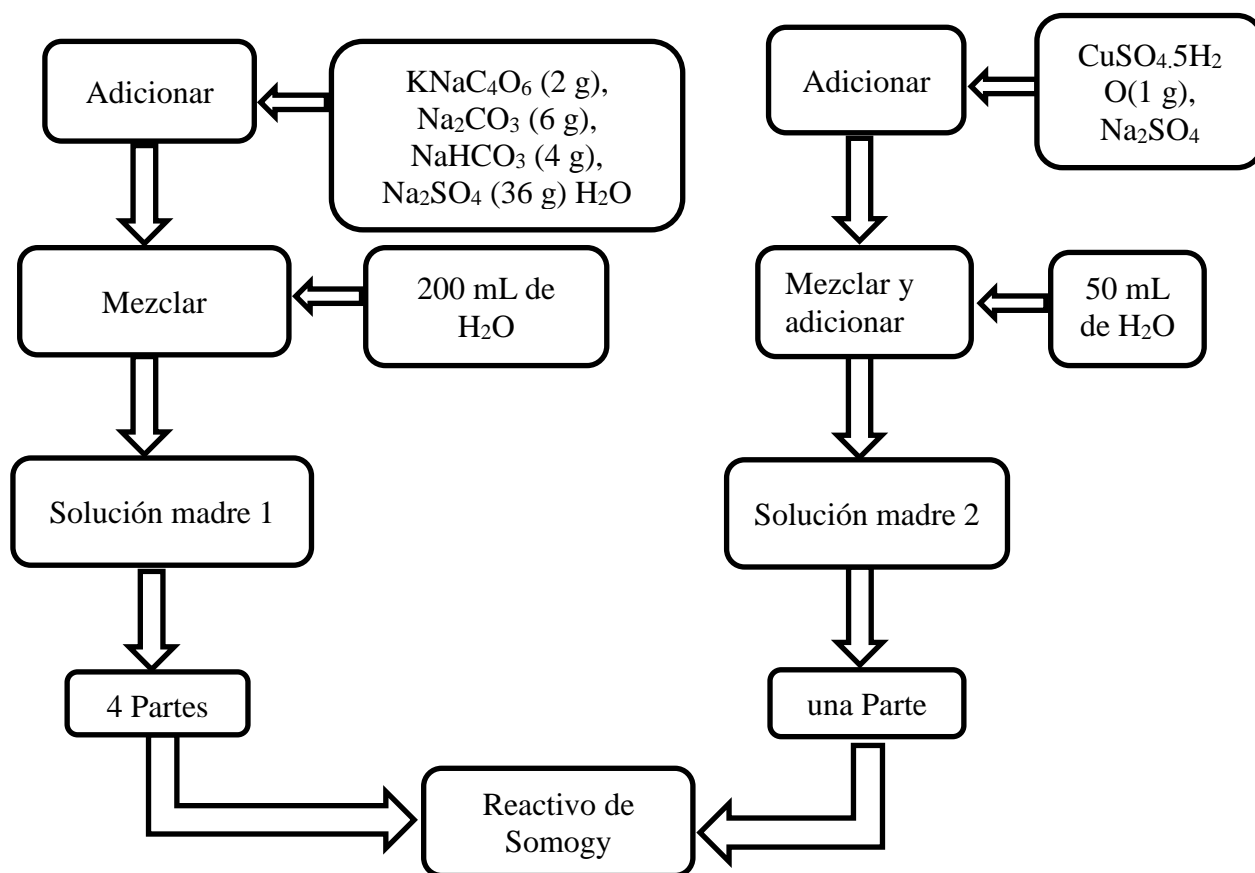 Adicionar
KNaC₄O₆ (2 g),
Na₂CO₃ (6 g),
NaHCO₃ (4 g),
Na₂SO₄ (36 g) H₂O
Mezclar
200 mL de
H₂O
Solución madre 1
4 Partes
Adicionar
CuSO₄.5H₂
O(1 g),
Na₂SO₄
Mezclar y
adicionar
50 mL
de H₂O
Solución madre 2
una Parte
Reactivo de
Somogy